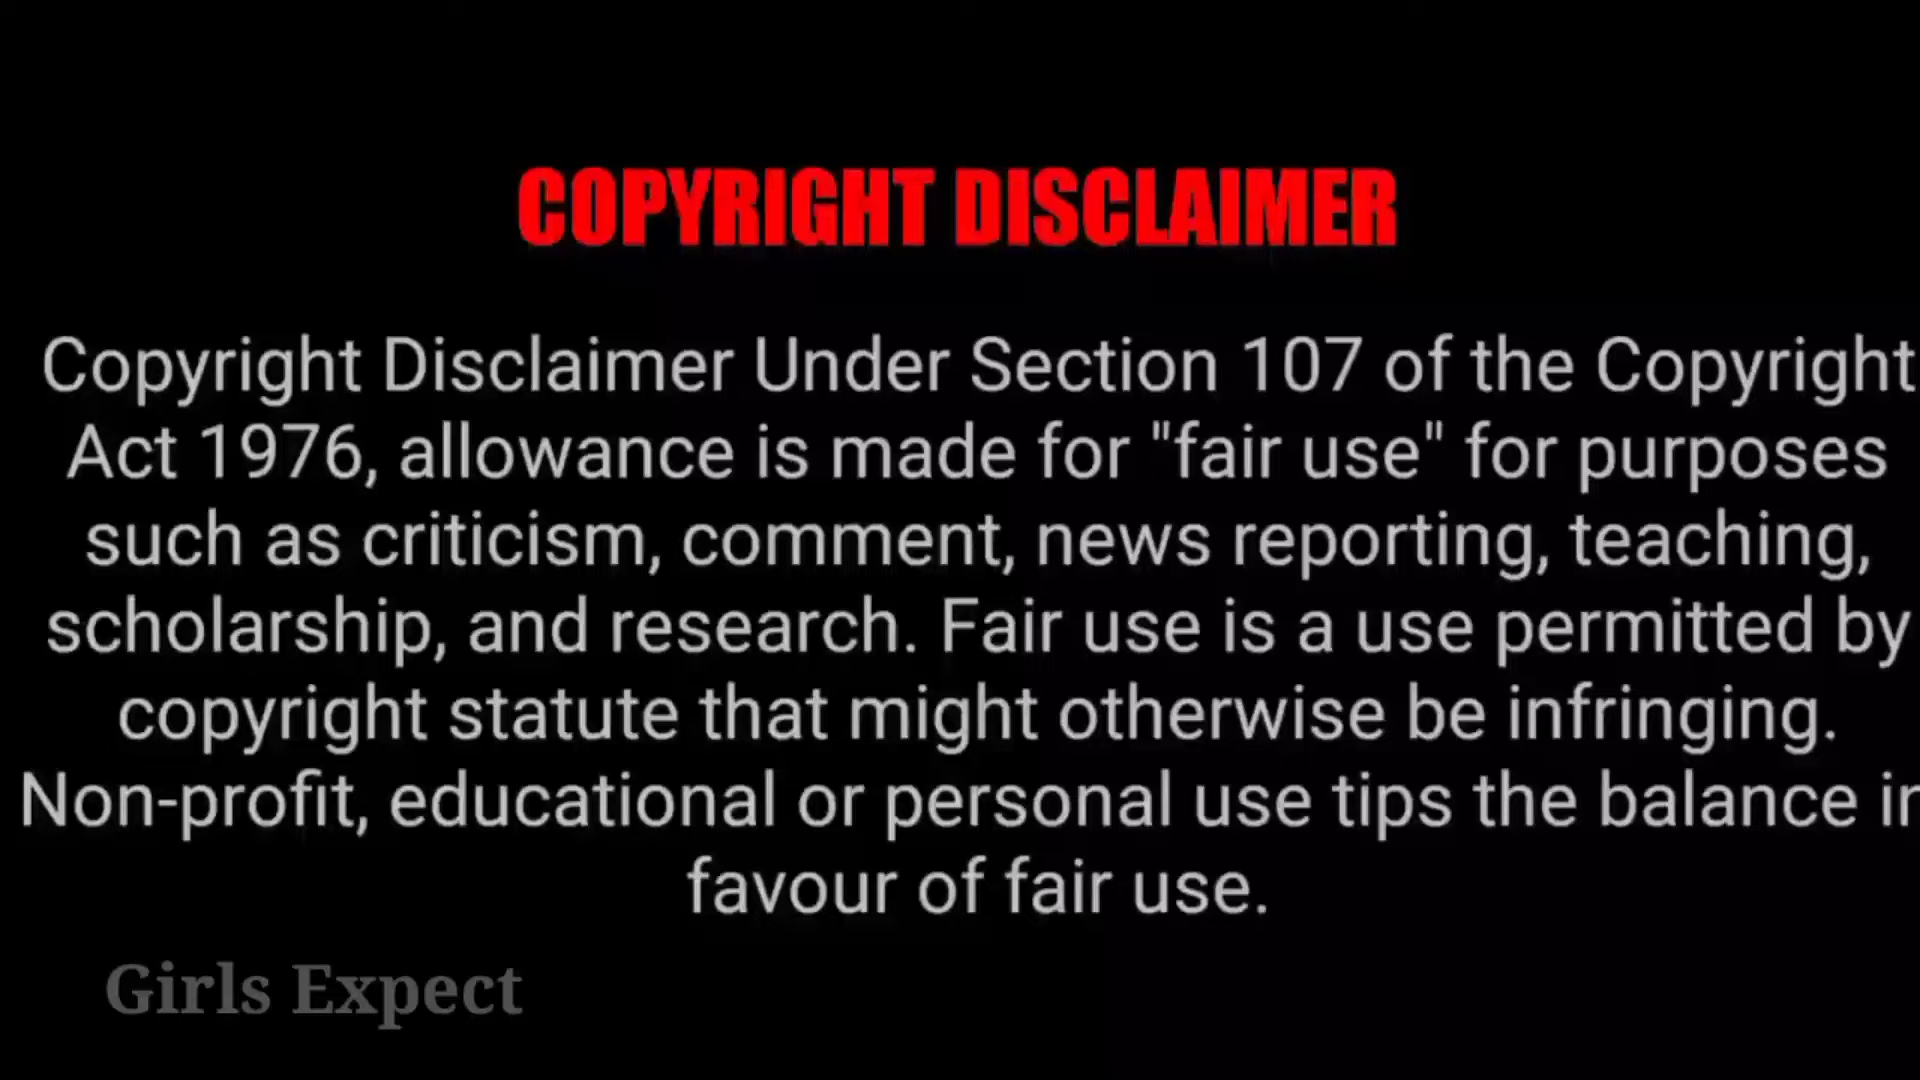 COPYRIGHT DISCLAIMER
Copyright Disclaimer Under Section 107 of the Copyright
Act 1976, allowance is made for "fair use" for purposes
such as criticism, comment, news reporting, teaching,
scholarship, and research. Fair use is a use permitted by
copyright statute that might otherwise be infringing.
Non-profit, educational or personal use tips the balance in
favour of fair use.
Girls Expect